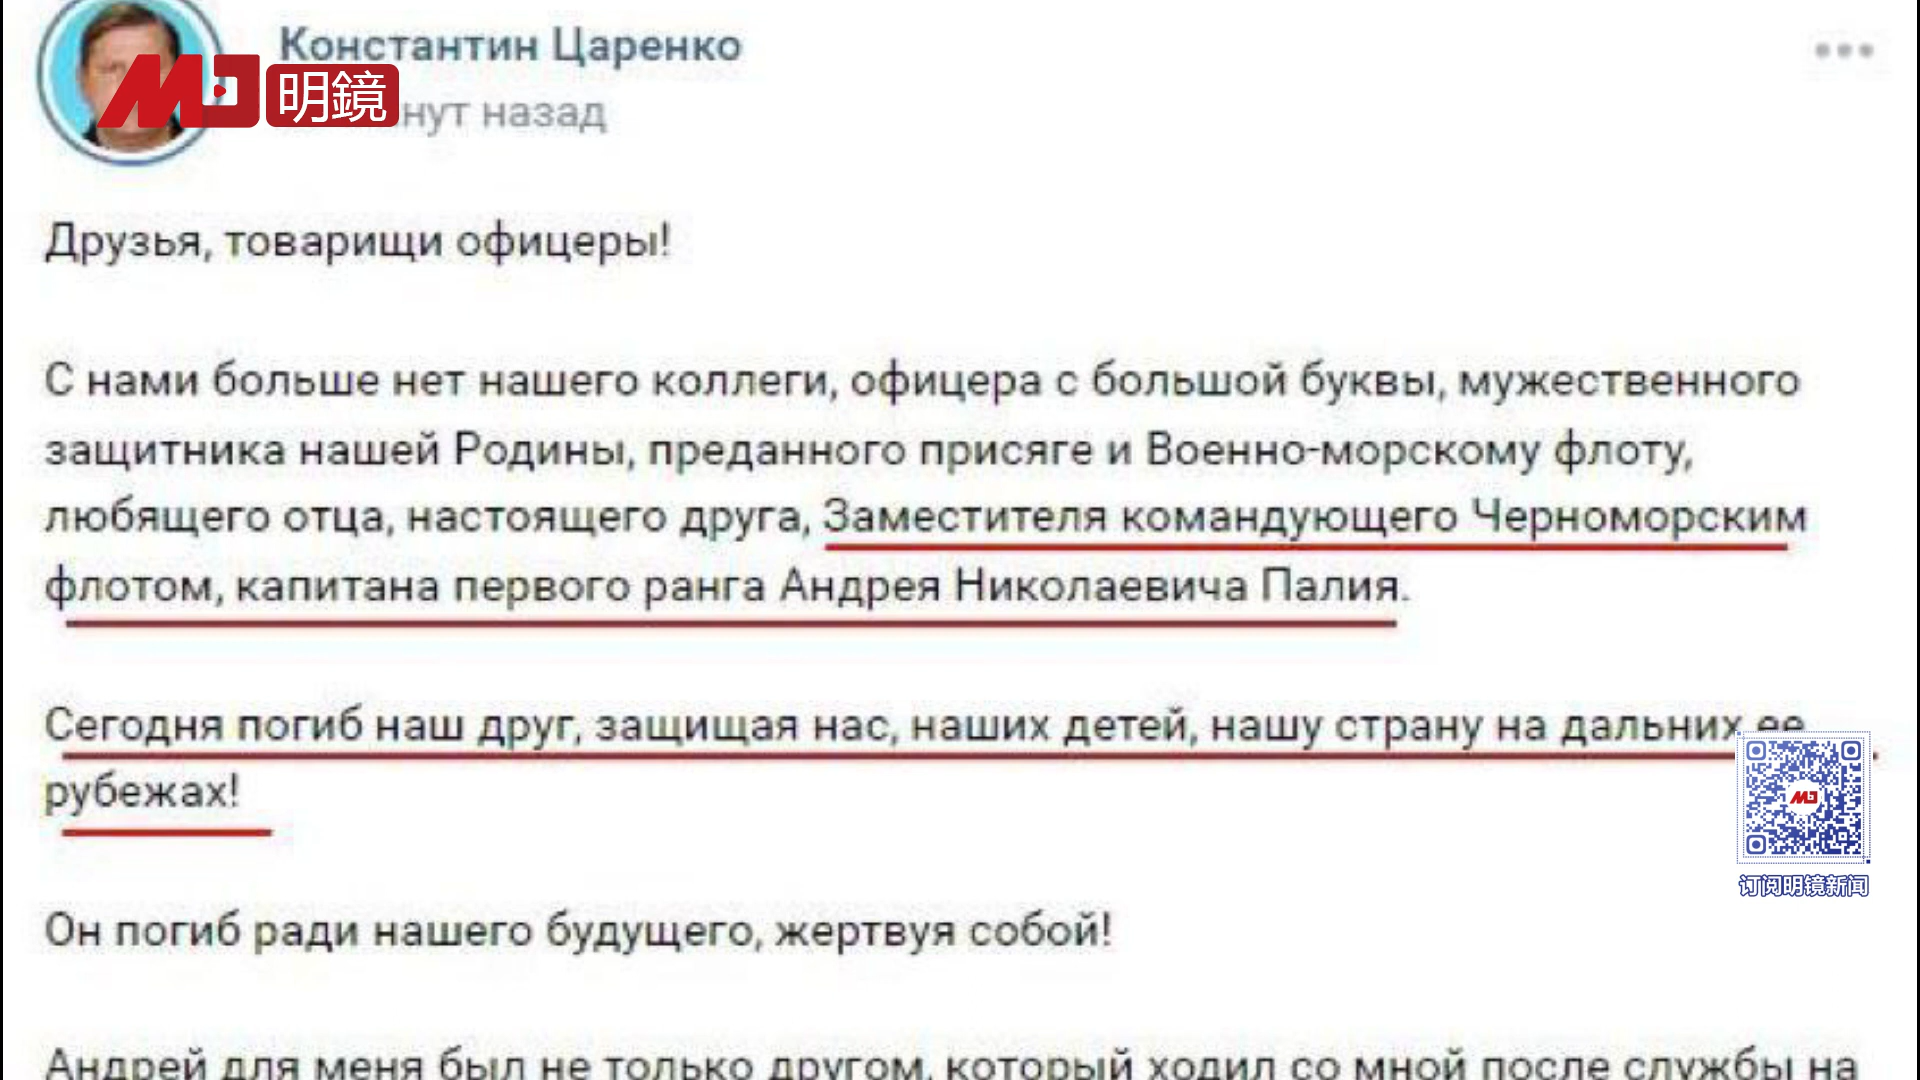 Константин Царенко
明鏡
нут назад
Друзья, товарищи офицеры!
С нами больше нет нашего коллеги, офицера с большой буквы, мужественного
защитника нашей Родины, преданного присяге и Военно-морскому флоту,
любящего отца, настоящего друга, Заместителя командующего Черноморским
флотом, капитана первого ранга Андрея Николаевича Палия.
Сегодня погиб наш друг, защищая нас, наших детей, нашу страну на дальних ее
рубежах!
订阅明镜新闻
Он погиб ради нашего будущего, жертвуя собой!
Андрей для меня был не только другом, который ходил со мной после службы на